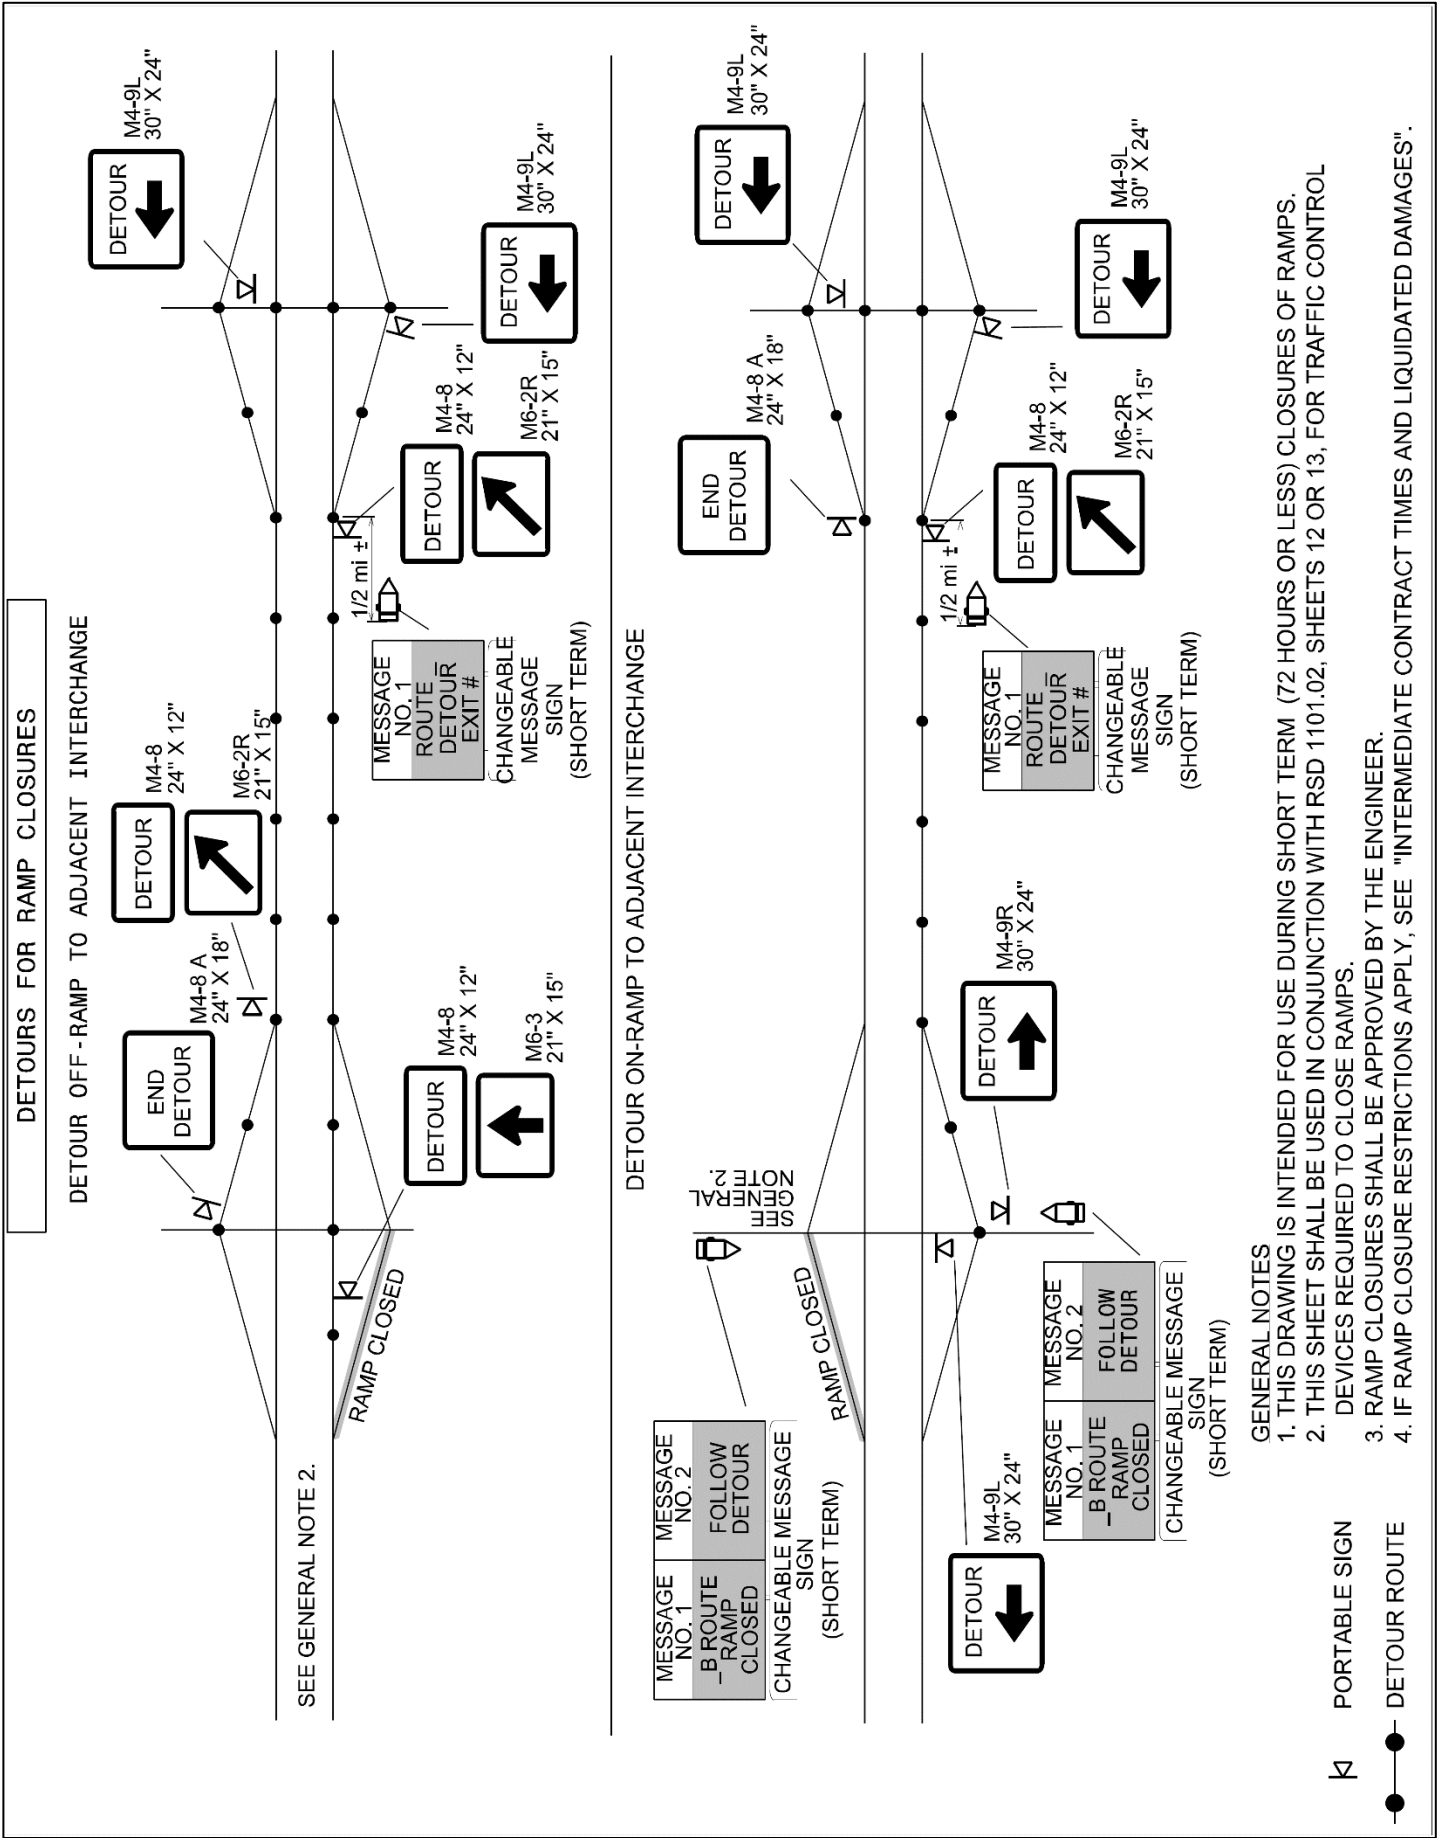 DETOURS FOR RAMP CLOSURES
DETOUR OFF-RAMP TO ADJACENT INTERCHANGE
SEE GENERAL NOTE 2.
RAMP CLOSED
END
DETOUR
M4-8 A
24" X 18"
DETOUR
M4-8
24" X 12"
M6-2R
21" X 15"
DETOUR
M4-8
24" X 12"
M6-3
21" X 15"
MESSAGE
NO. 1
ROUTE
DETOUR
EXIT #_
CHANGEABLE
MESSAGE
SIGN
(SHORT TERM)
1/2 mi ±
DETOUR
M4-8
24" X 12"
M6-2R
21" X 15"
DETOUR
M4-9L
30" X 24"
DETOUR
M4-9L
30" X 24"
DETOUR ON-RAMP TO ADJACENT INTERCHANGE
MESSAGE
NO. 1
_B ROUTE
RAMP
CLOSED
MESSAGE
NO. 2
FOLLOW
DETOUR
CHANGEABLE MESSAGE
SIGN
(SHORT TERM)
RAMP CLOSED
SEE
GENERAL
NOTE 2.
END
DETOUR
M4-8 A
24" X 18"
DETOUR
M4-9L
30" X 24"
DETOUR
M4-9L
30" X 24"
MESSAGE
NO. 1
_B ROUTE
RAMP
CLOSED
MESSAGE
NO. 2
FOLLOW
DETOUR
CHANGEABLE MESSAGE
SIGN
(SHORT TERM)
DETOUR
M4-9R
30" X 24"
MESSAGE
NO. 1
ROUTE
DETOUR
EXIT #_
CHANGEABLE
MESSAGE
SIGN
(SHORT TERM)
1/2 mi ±
DETOUR
M4-8
24" X 12"
M6-2R
21" X 15"
DETOUR
M4-9L
30" X 24"
PORTABLE SIGN
DETOUR ROUTE
GENERAL NOTES
1. THIS DRAWING IS INTENDED FOR USE DURING SHORT TERM (72 HOURS OR LESS) CLOSURES OF RAMPS.
2. THIS SHEET SHALL BE USED IN CONJUNCTION WITH RSD 1101.02, SHEETS 12 OR 13, FOR TRAFFIC CONTROL
DEVICES REQUIRED TO CLOSE RAMPS.
3. RAMP CLOSURES SHALL BE APPROVED BY THE ENGINEER.
4. IF RAMP CLOSURE RESTRICTIONS APPLY, SEE "INTERMEDIATE CONTRACT TIMES AND LIQUIDATED DAMAGES".